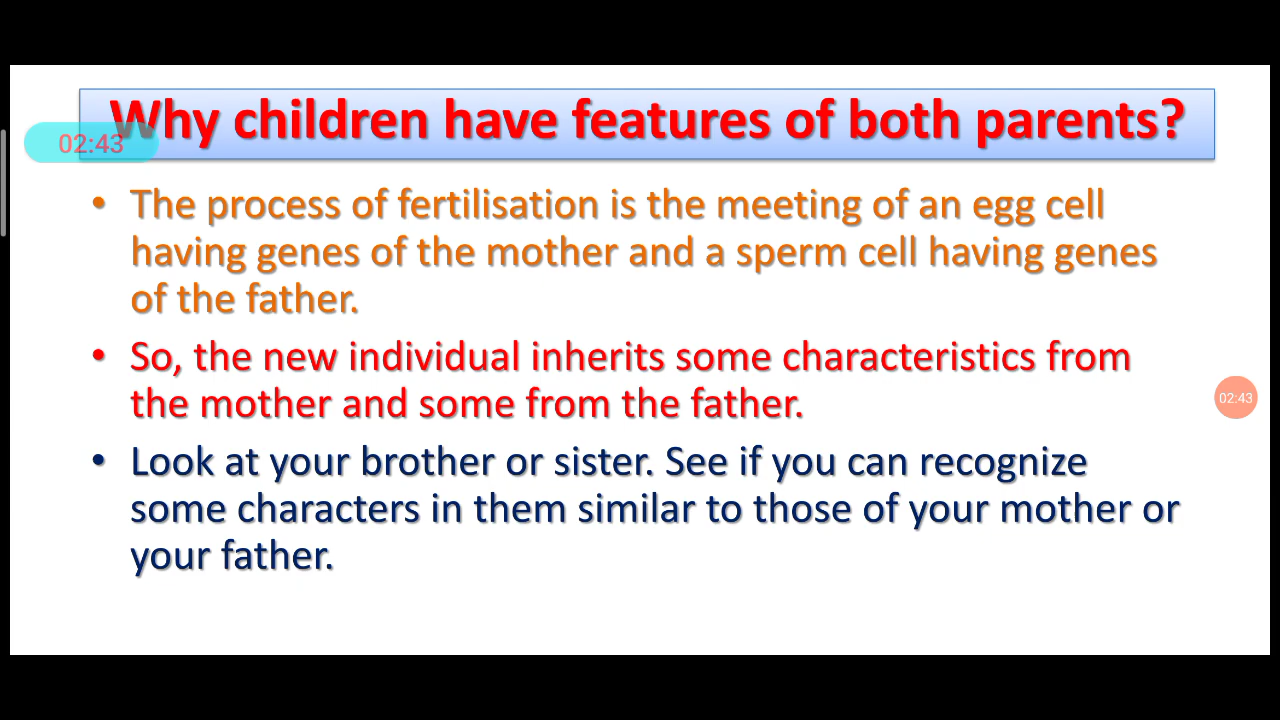 Why children have features of both parents?
02:43
• The process of fertilisation is the meeting of an egg cell
having genes of the mother and a sperm cell having genes
of the father.
• So, the new individual inherits some characteristics from
the mother and some from the father.
02:43
• Look at your brother or sister. See if you can recognize
some characters in them similar to those of your mother or
your father.